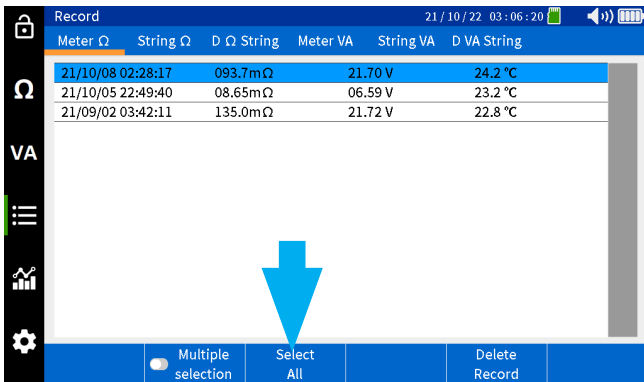 Record 21/10/22 03:06:20
Meter Ω String Ω D Ω String Meter VA String VA D VA String
21/10/08 02:28:17 093.7mΩ 21.70 V 24.2 ℃
21/10/05 22:49:40 08.65mΩ 06.59 V 23.2 ℃
21/09/02 03:42:11 135.0mΩ 21.72 V 22.8 ℃
Ω
VA
Multiple selection
Select All
Delete Record